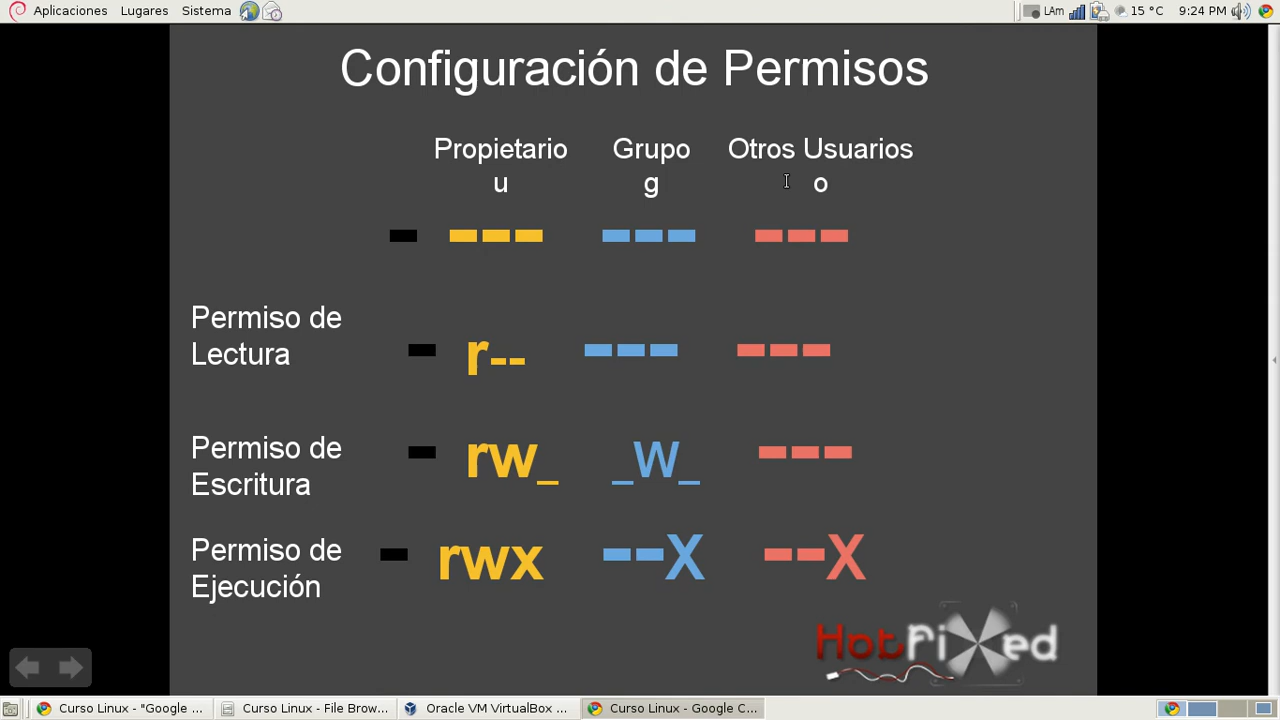 Aplicaciones Lugares Sistema LAm 15 °C 9:24 PM
Configuración de Permisos
Propietario Grupo Otros Usuarios
u g o
- --- --- ---
Permiso de
Lectura - r-- --- ---
Permiso de
Escritura - rw_ _W_ ---
Permiso de
Ejecución - rwx --X --X
HotFixed
Curso Linux - "Google ... Curso Linux - File Brow... Oracle VM VirtualBox ... Curso Linux - Google C...